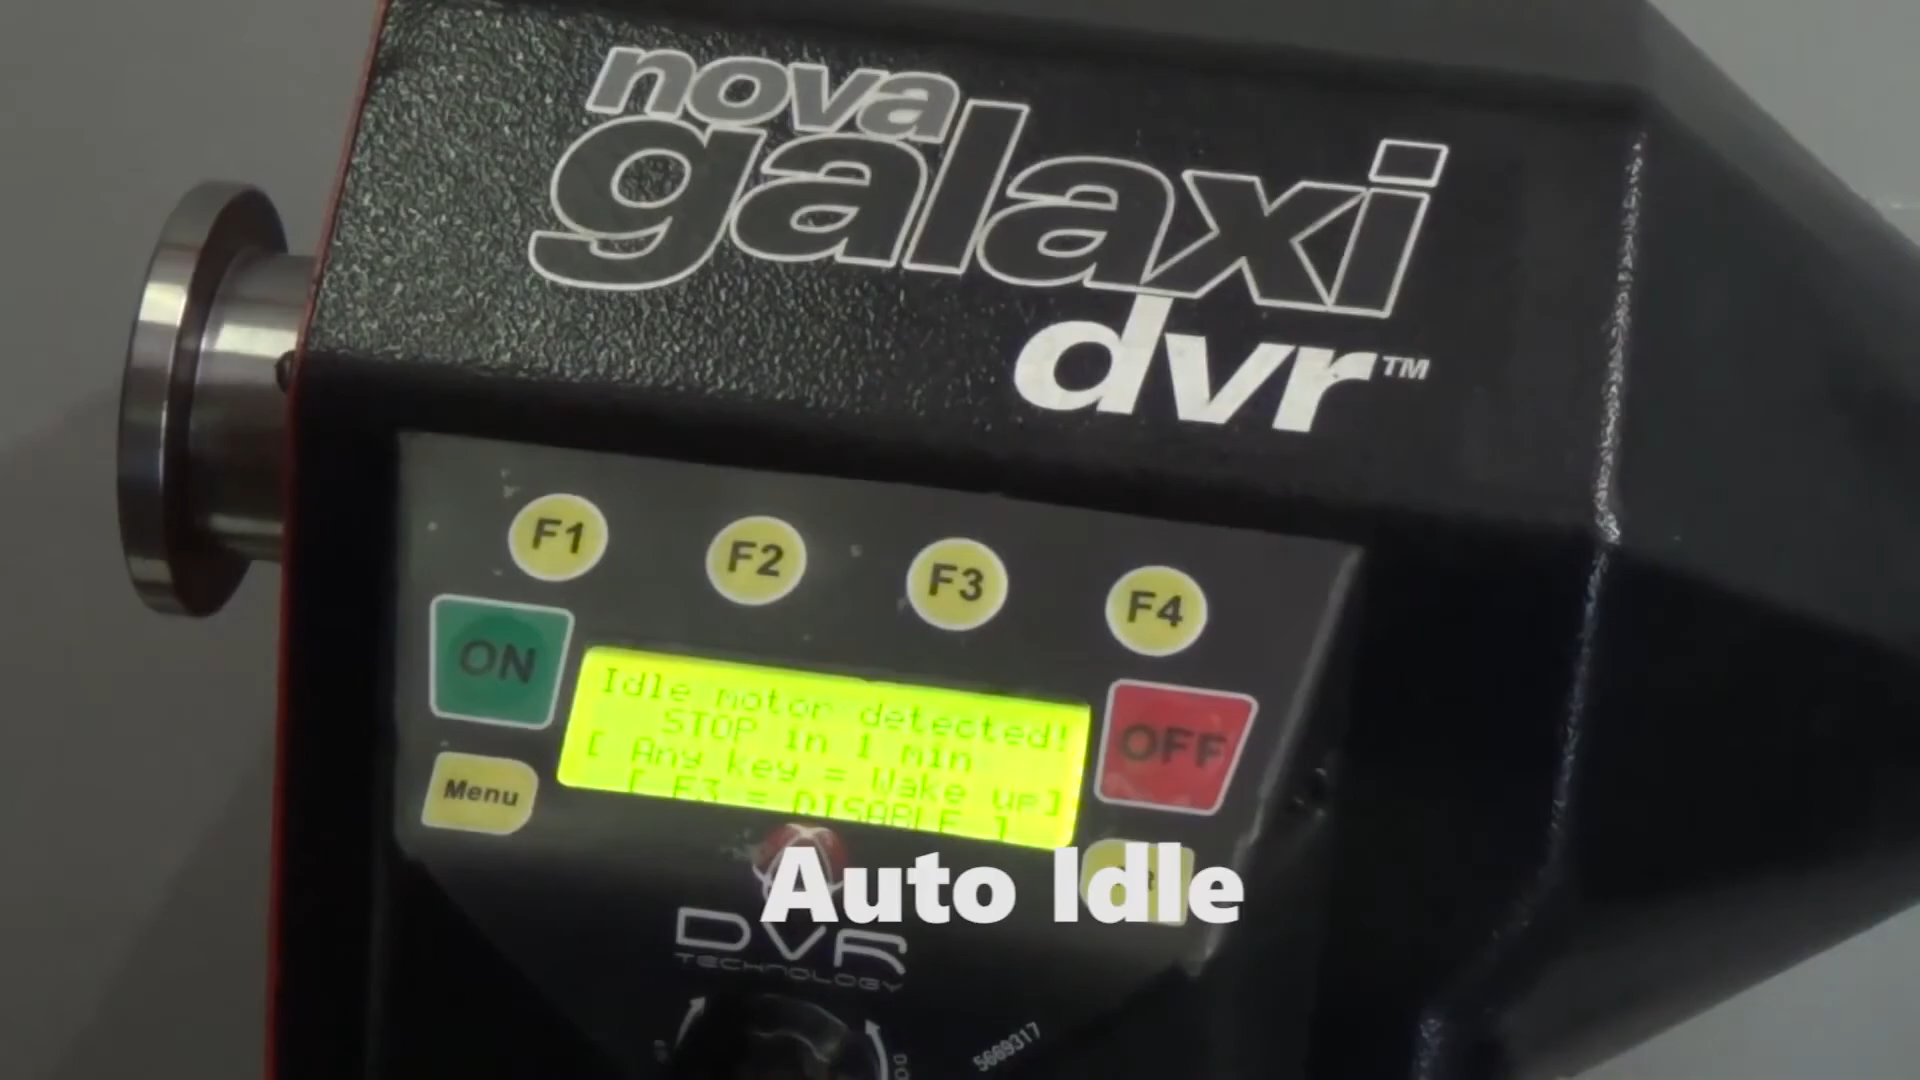 nova
galaxi
dvr™
F1 F2 F3 F4
ON
Idle motor detected!
STOP in 1 min
[ Any key = Wake up]
[ F3 = DISABLE ]
OFF
Menu
Auto Idle
DVR
TECHNOLOGY
5669317